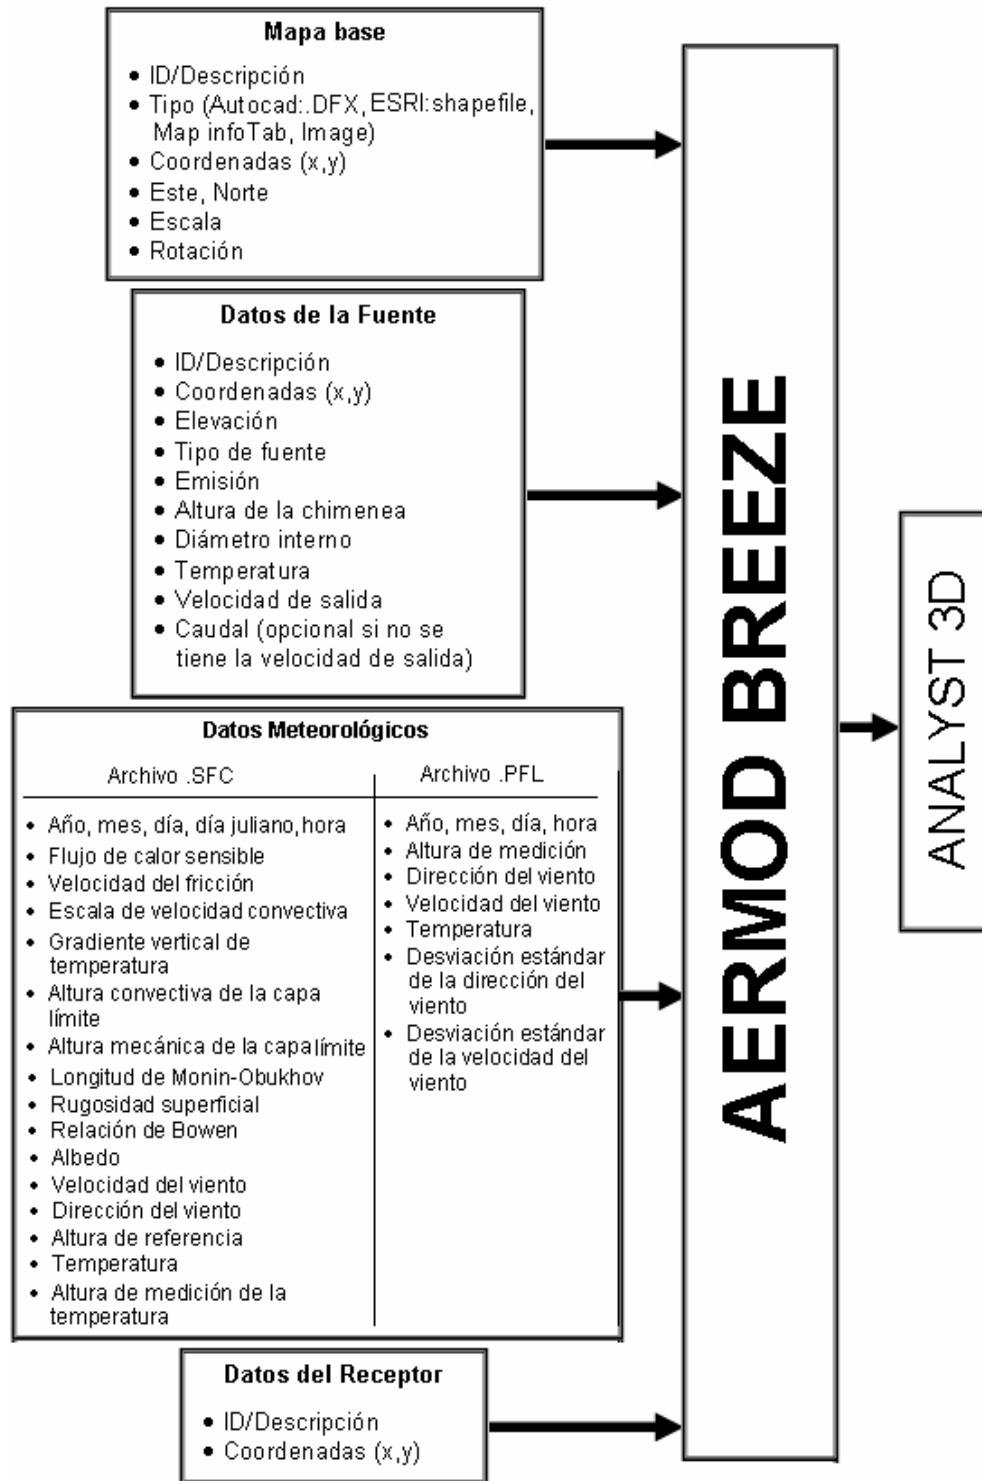 Mapa base
• ID/Descripción
• Tipo (Autocad:.DFX, ESRI:shapefile,
Map infoTab, Image)
• Coordenadas (x,y)
• Este, Norte
• Escala
• Rotación
Datos de la Fuente
• ID/Descripción
• Coordenadas (x,y)
• Elevación
• Tipo de fuente
• Emisión
• Altura de la chimenea
• Diámetro interno
• Temperatura
• Velocidad de salida
• Caudal (opcional si no se
tiene la velocidad de salida)
Datos Meteorológicos
Archivo .SFC
• Año, mes, día, día juliano, hora
• Flujo de calor sensible
• Velocidad del fricción
• Escala de velocidad convectiva
• Gradiente vertical de
temperatura
• Altura convectiva de la capa
límite
• Altura mecánica de la capa límite
• Longitud de Monin-Obukhov
• Rugosidad superficial
• Relación de Bowen
• Albedo
• Velocidad del viento
• Dirección del viento
• Altura de referencia
• Temperatura
• Altura de medición de la
temperatura
Archivo .PFL
• Año, mes, día, hora
• Altura de medición
• Dirección del viento
• Velocidad del viento
• Temperatura
• Desviación estándar
de la dirección del
viento
• Desviación estándar
de la velocidad del
viento
Datos del Receptor
• ID/Descripción
• Coordenadas (x,y)
AERMOD BREEZE
ANALYST 3D